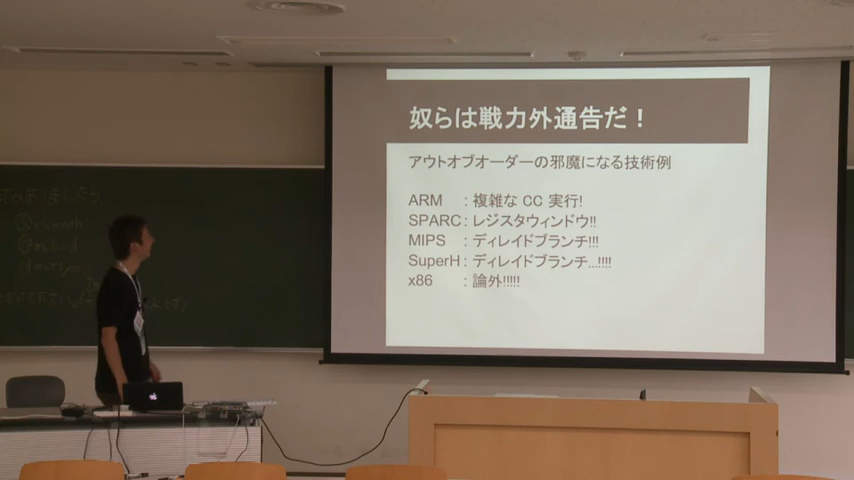 奴らは戦力外通告だ！
アウトオブオーダーの邪魔になる技術例
ARM : 複雑な CC 実行!
SPARC : レジスタウィンドウ!!
MIPS : ディレイドブランチ!!!
SuperH : ディレイドブランチ...!!!!
x86 : 論外!!!!!